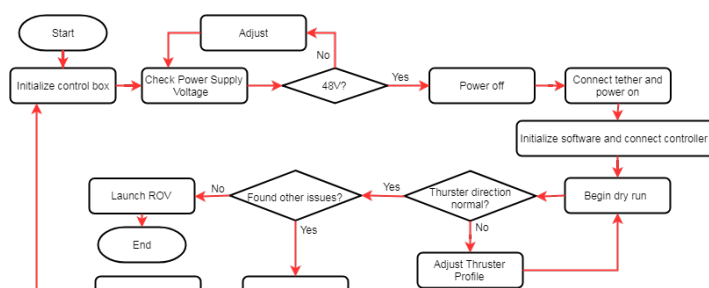 Start
Adjust
No
Initialize control box
Check Power Supply
Voltage
48V?
Yes
Power off
Connect tether and
power on
Initialize software and connect controller
Launch ROV
No
Found other issues?
Yes
Thurster direction
normal?
Begin dry run
End
Yes
No
Adjust Thruster
Profile